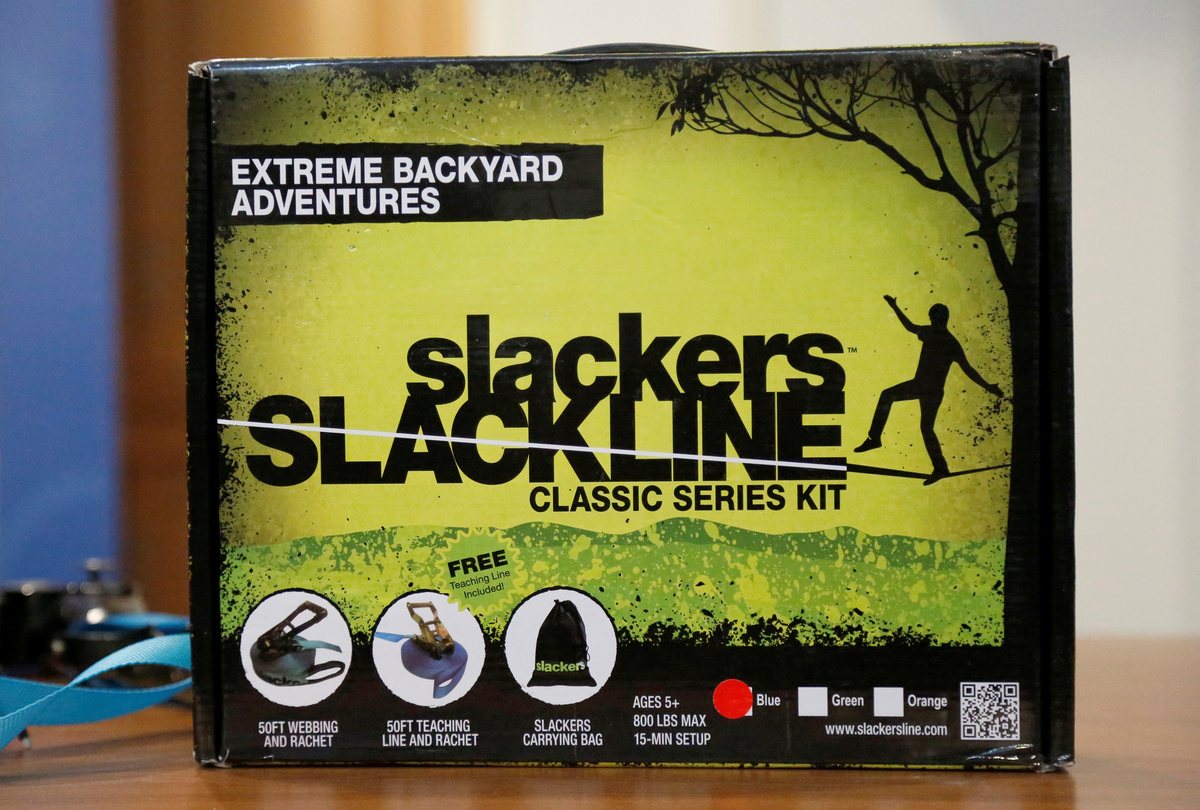 EXTREME BACKYARD
ADVENTURES
slackers™
SLACKLINE
CLASSIC SERIES KIT
FREE
Teaching Line
Included!
slackers
50FT WEBBING
AND RACHET
50FT TEACHING
LINE AND RACHET
SLACKERS
CARRYING BAG
AGES 5+
800 LBS MAX
15-MIN SETUP
Blue Green Orange
www.slackersline.com